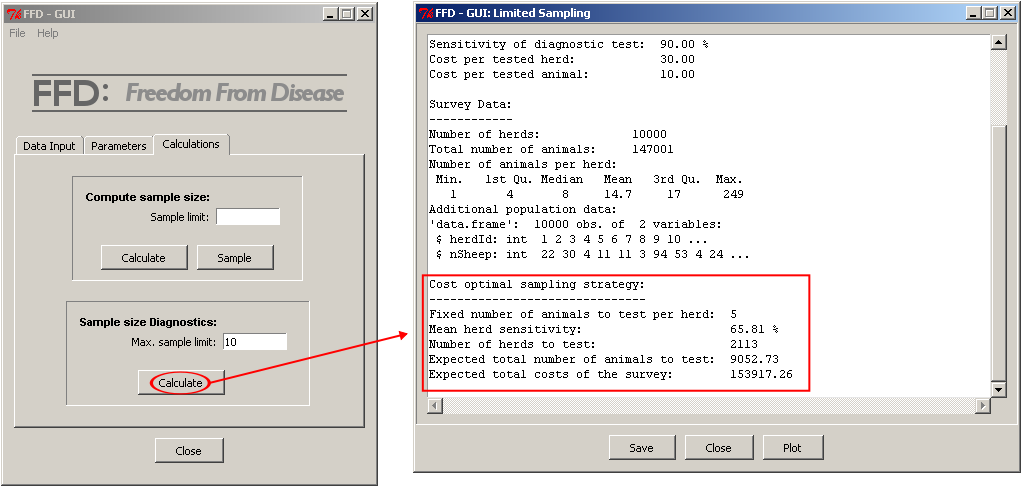 FFD - GUI
File Help
FFD: Freedom From Disease
Data Input Parameters Calculations
Compute sample size:
Sample limit:
Calculate Sample
Sample size Diagnostics:
Max. sample limit: 10
Calculate
Close
FFD - GUI: Limited Sampling
Sensitivity of diagnostic test: 90.00 %
Cost per tested herd: 30.00
Cost per tested animal: 10.00
Survey Data:
------------
Number of herds: 10000
Total number of animals: 147001
Number of animals per herd:
Min. 1st Qu. Median Mean 3rd Qu. Max.
1 4 8 14.7 17 249
Additional population data:
'data.frame': 10000 obs. of 2 variables:
$ herdId: int 1 2 3 4 5 6 7 8 9 10 ...
$ nSheep: int 22 30 4 11 11 3 94 53 4 24 ...
Cost optimal sampling strategy:
-------------------------------
Fixed number of animals to test per herd: 5
Mean herd sensitivity: 65.81 %
Number of herds to test: 2113
Expected total number of animals to test: 9052.73
Expected total costs of the survey: 153917.26
Save Close Plot